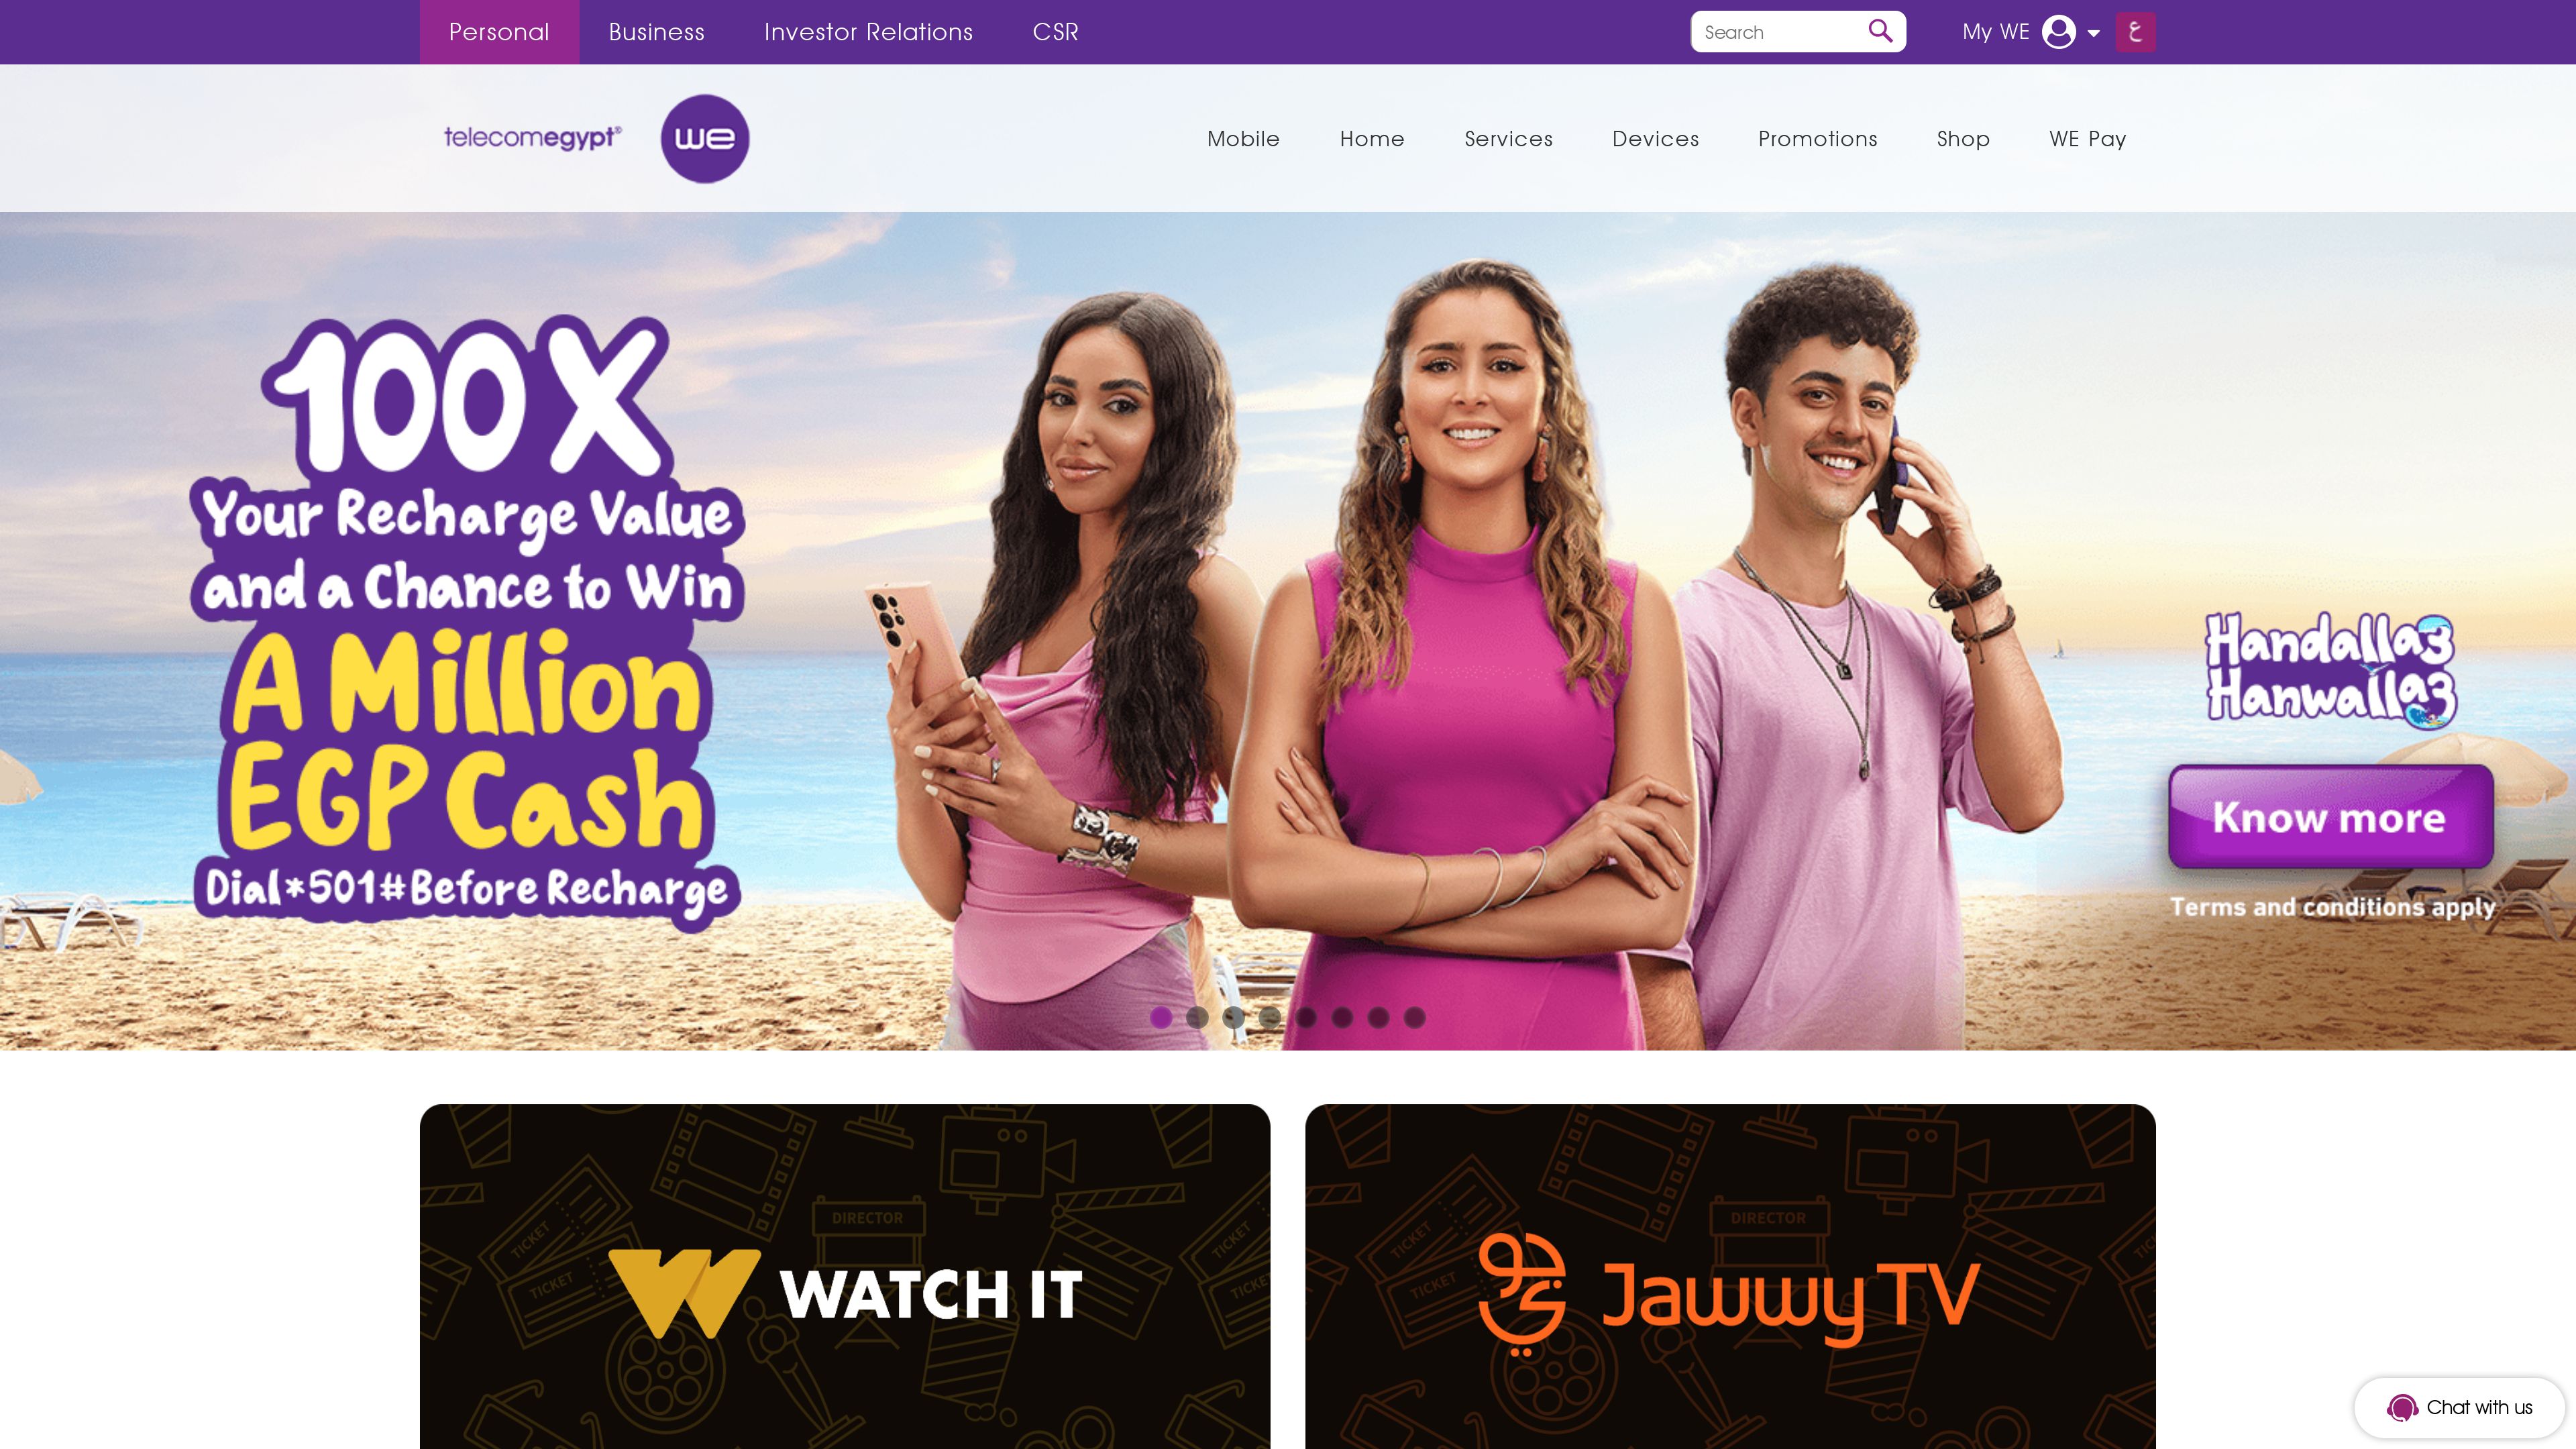 Personal
Business
Investor Relations
CSR
Search
My WE
ع
telecomegypt®
we
Mobile
Home
Services
Devices
Promotions
Shop
WE Pay
100X
Your Recharge Value
and a Chance to Win
A Million
EGP Cash
Dial*501#Before Recharge
Handalla3
Hanwalla3
Know more
Terms and conditions apply
DIRECTOR
TICKET
TICKET
TICKET
TICKET
WATCH IT
DIRECTOR
TICKET
TICKET
Jawwy TV
Chat with us